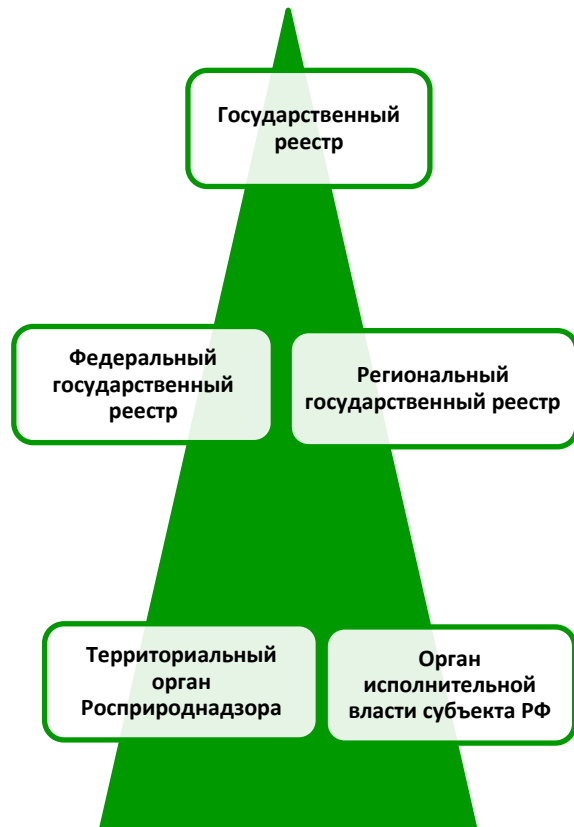 Государственный
реестр
Федеральный
государственный
реестр
Региональный
государственный реестр
Территориальный
орган
Росприроднадзора
Орган
исполнительной
власти субъекта РФ